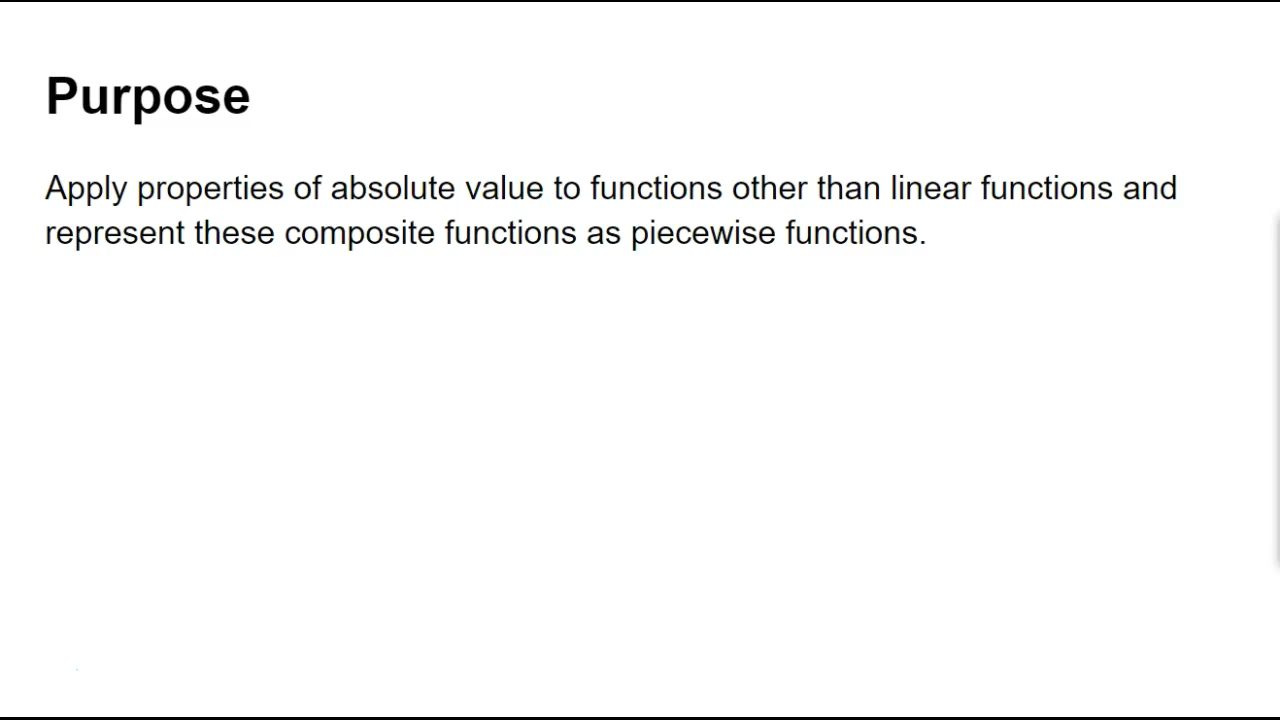 Purpose
Apply properties of absolute value to functions other than linear functions and
represent these composite functions as piecewise functions.